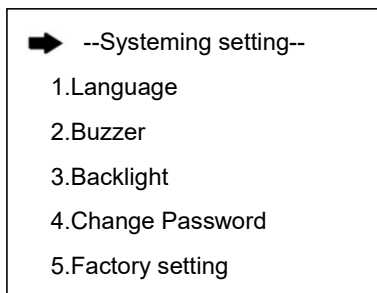 --Systeming setting--
1.Language
2.Buzzer
3.Backlight
4.Change Password
5.Factory setting